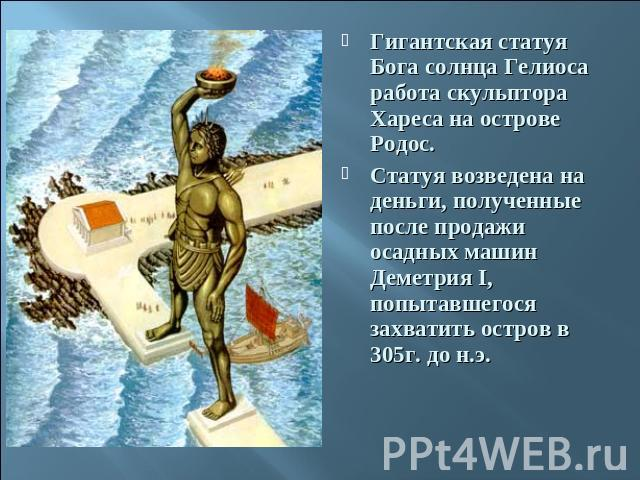 Гигантская статуя
Бога солнца Гелиоса
работа скульптора
Хареса на острове
Родос.
Статуя возведена на
деньги, полученные
после продажи
осадных машин
Деметрия I,
попытавшегося
захватить остров в
305г. до н.э.
PPt4WEB.ru